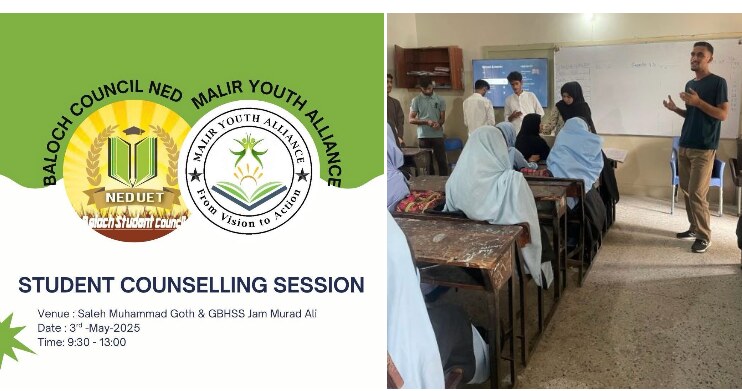 BALOCH COUNCIL NED
MALIR YOUTH ALLIANCE
NEDUET
Baloch Student Council
MALIR YOUTH ALLIANCE
From Vision to Action
STUDENT COUNSELLING SESSION
Venue : Saleh Muhammad Goth & GBHSS Jam Murad Ali
Date : 3rd -May-2025
Time: 9:30 - 13:00